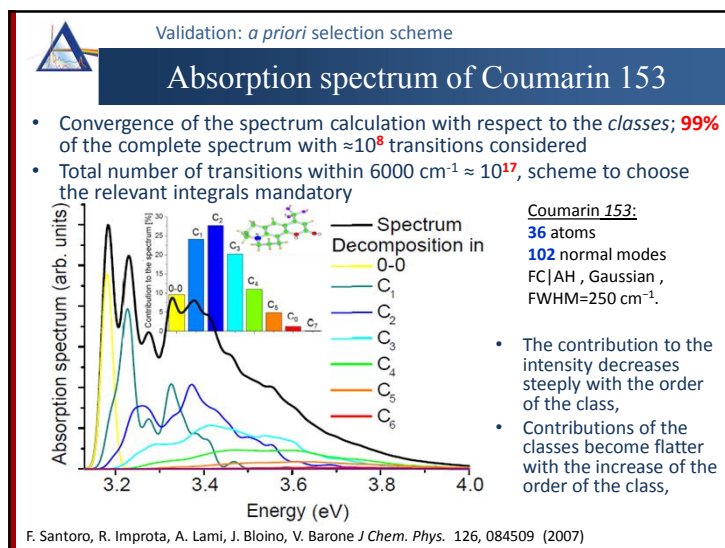 Validation: a priori selection scheme
Absorption spectrum of Coumarin 153
• Convergence of the spectrum calculation with respect to the classes; 99%
of the complete spectrum with ≈10⁸ transitions considered
• Total number of transitions within 6000 cm⁻¹ ≈ 10¹⁷, scheme to choose
the relevant integrals mandatory
Absorption spectrum (arb. units)
Contribution to the spectrum [%]
30
25
20
15
10
5
0
0-0
C₁
C₂
C₃
C₄
C₅
C₆
C₇
Spectrum
Decomposition in
0-0
C₁
C₂
C₃
C₄
C₅
C₆
3.2
3.4
3.6
3.8
4.0
Energy (eV)
Coumarin 153:
36 atoms
102 normal modes
FC|AH , Gaussian ,
FWHM=250 cm⁻¹.
• The contribution to the
intensity decreases
steeply with the order
of the class,
• Contributions of the
classes become flatter
with the increase of the
order of the class,
F. Santoro, R. Improta, A. Lami, J. Bloino, V. Barone J Chem. Phys. 126, 084509 (2007)